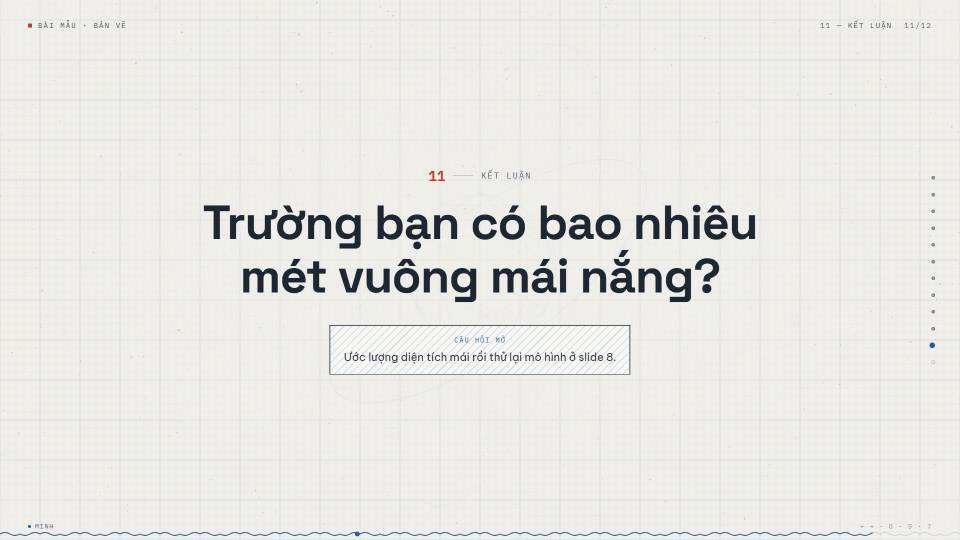 BÀI MẪU · BẢN VẼ
11 — KẾT LUẬN 11/12
11 — KẾT LUẬN
Trường bạn có bao nhiêu
mét vuông mái nắng?
CÂU HỎI MỞ
Ước lượng diện tích mái rồi thử lại mô hình ở slide 8.
MINH